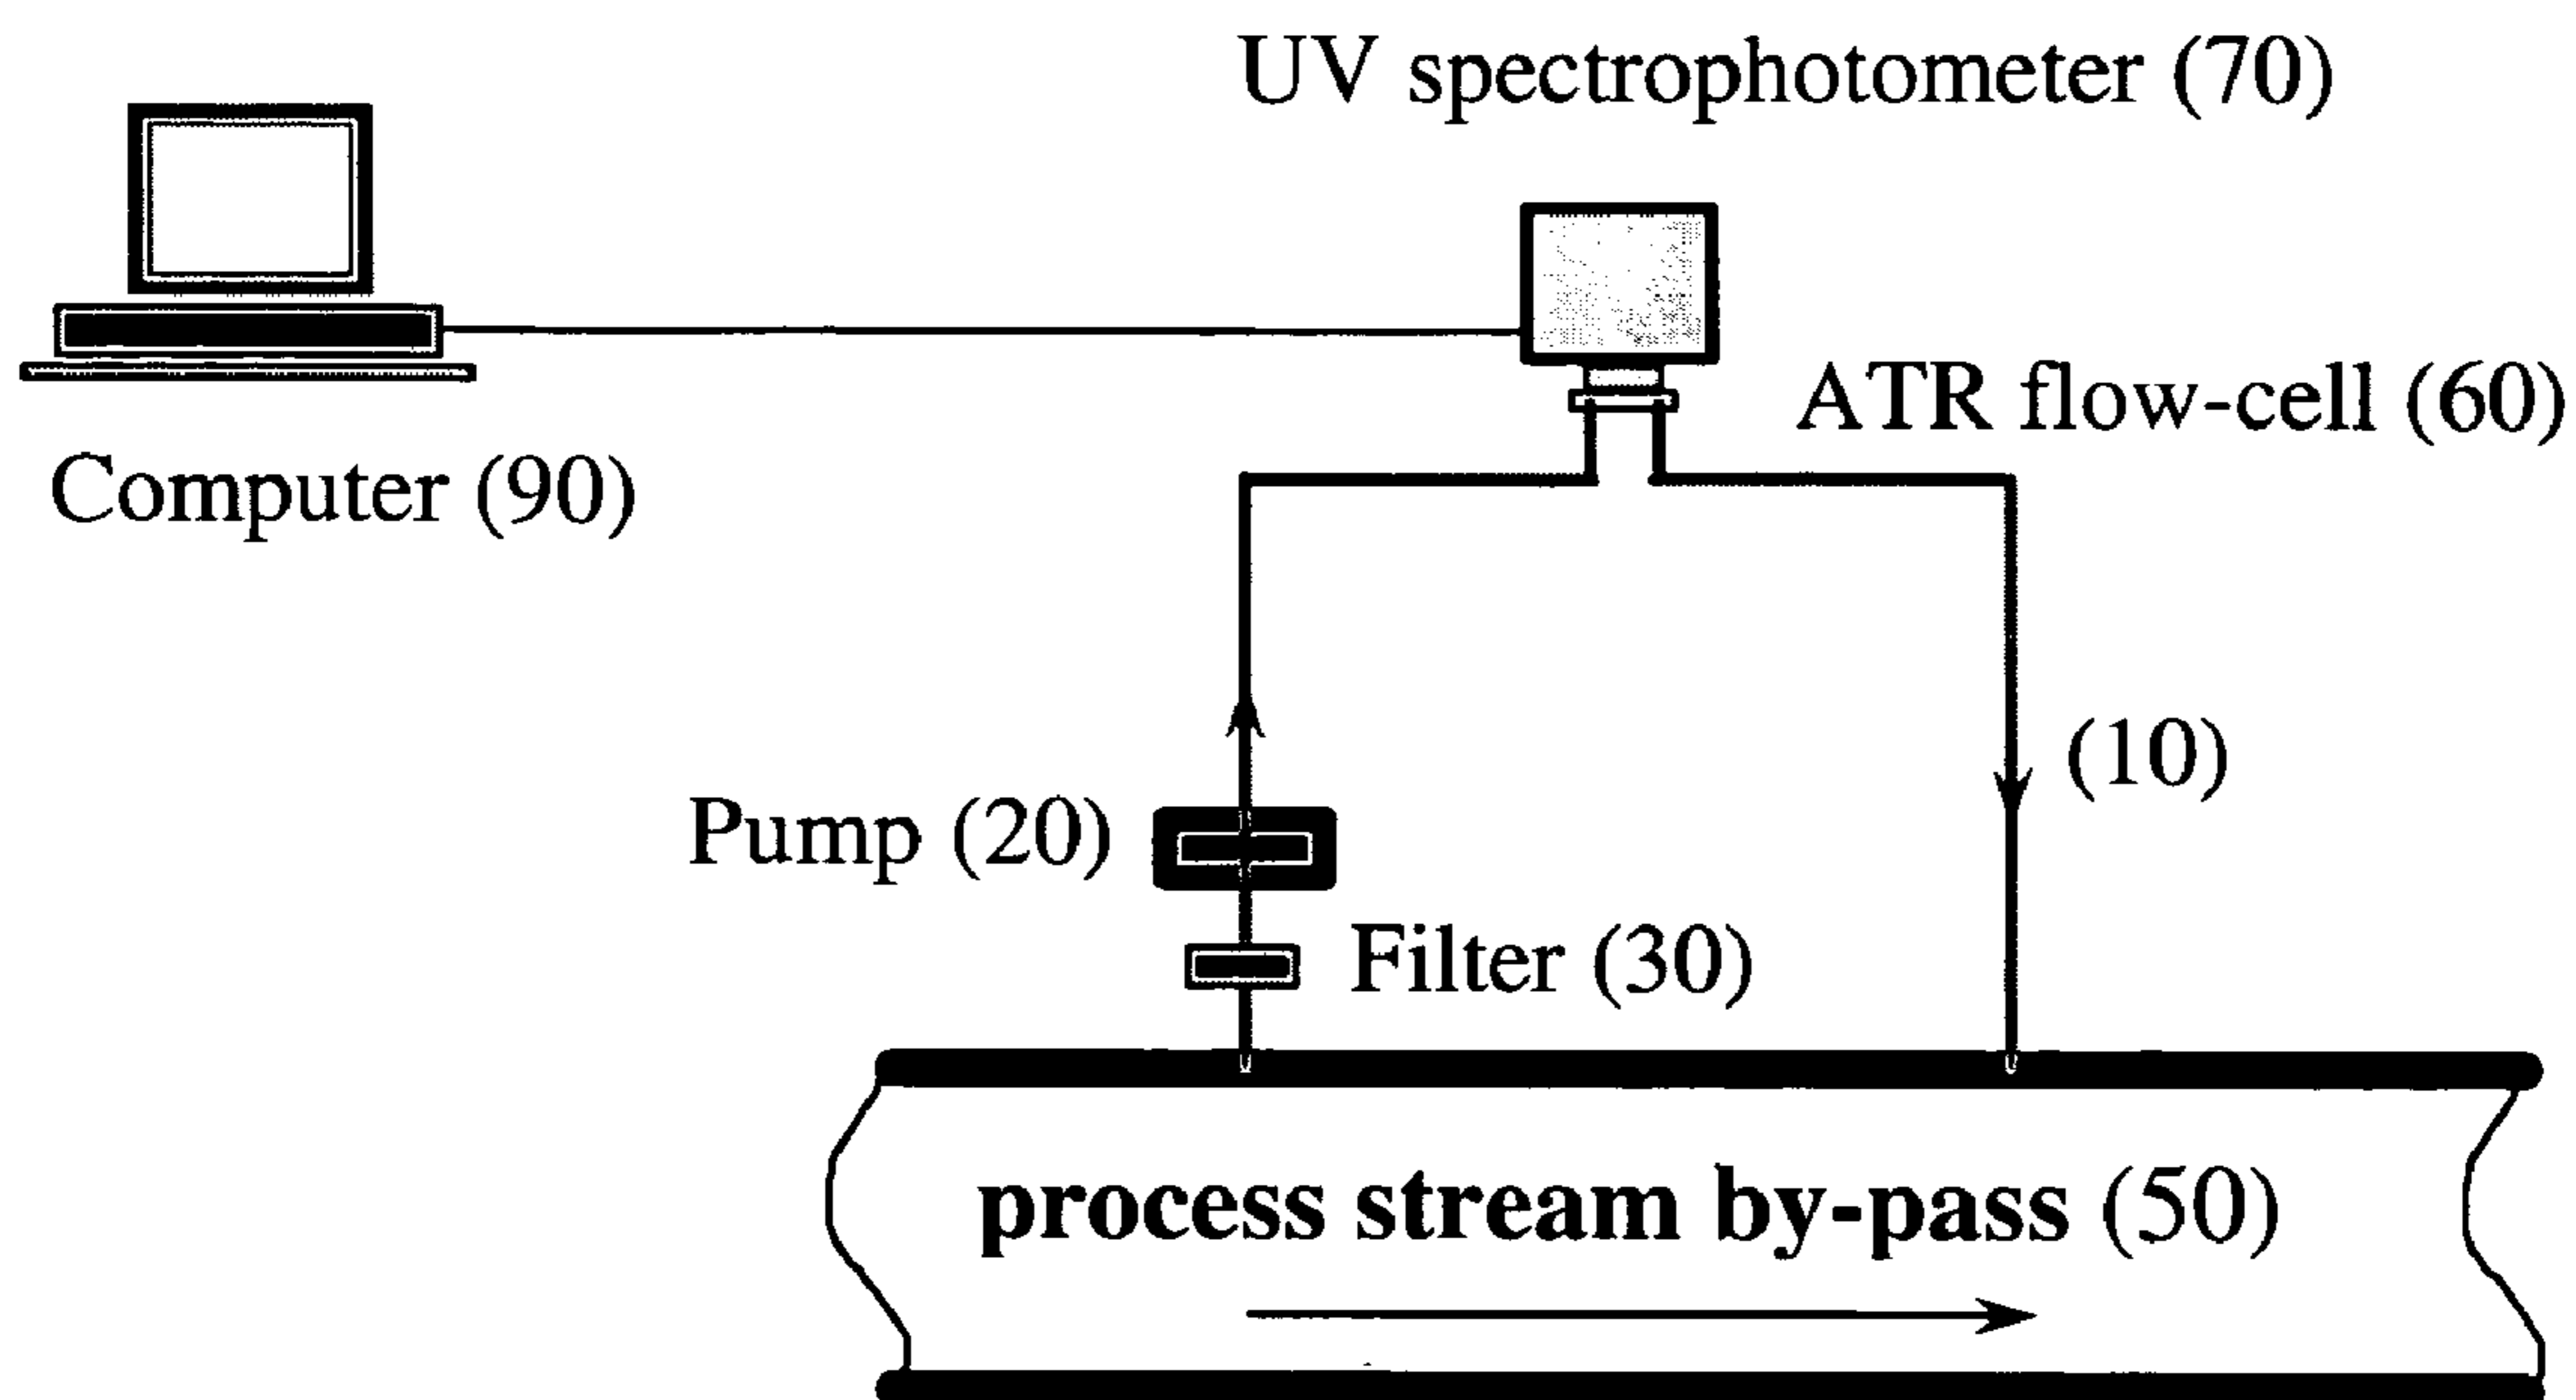 UV spectrophotometer (70)
ATR flow-cell (60)
Computer (90)
(10)
Pump (20)
Filter (30)
process stream by-pass (50)